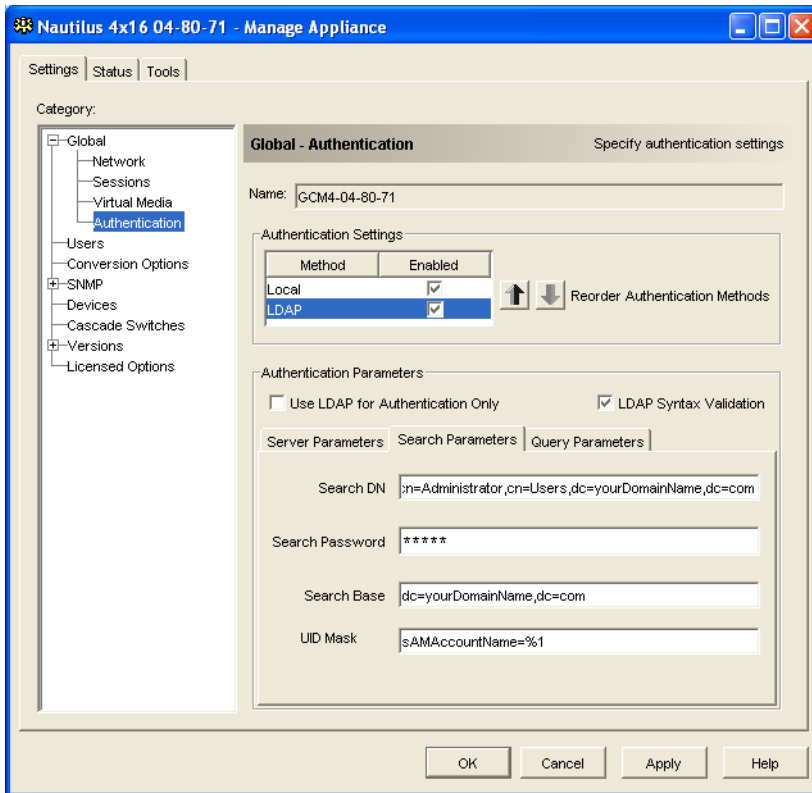 Nautilus 4x16 04-80-71 - Manage Appliance
Settings Status Tools
Category:
Global
Network
Sessions
Virtual Media
Authentication
Users
Conversion Options
SNMP
Devices
Cascade Switches
Versions
Licensed Options
Global - Authentication Specify authentication settings
Name: GCM4-04-80-71
Authentication Settings
Method Enabled
Local
LDAP
Reorder Authentication Methods
Authentication Parameters
Use LDAP for Authentication Only LDAP Syntax Validation
Server Parameters Search Parameters Query Parameters
Search DN cn=Administrator,cn=Users,dc=yourDomainName,dc=com
Search Password *****
Search Base dc=yourDomainName,dc=com
UID Mask sAMAccountName=%1
OK Cancel Apply Help